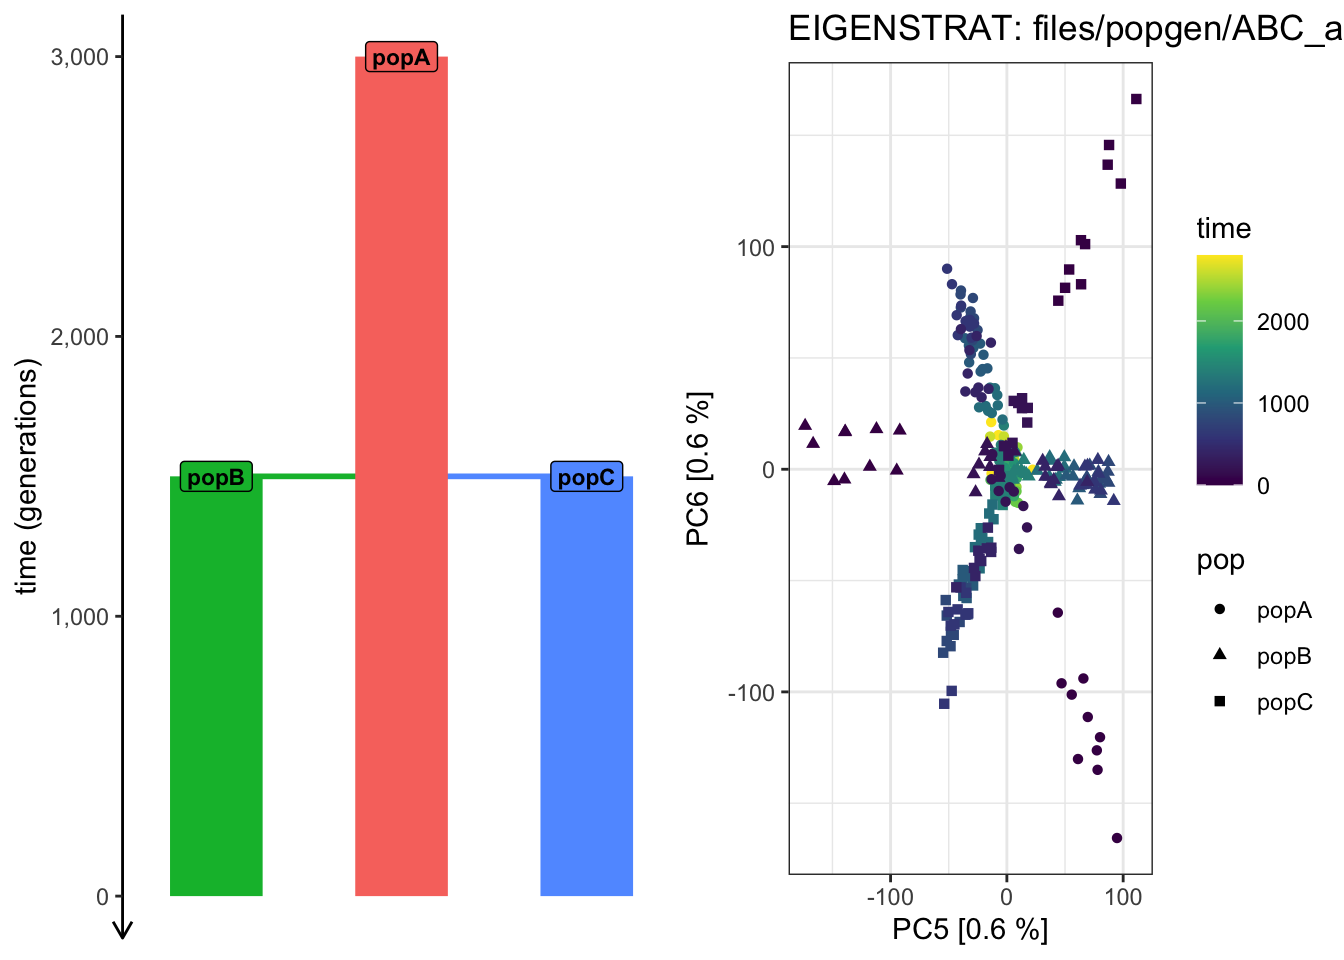 time (generations)
3,000
2,000
1,000
0
popA
popB
popC
EIGENSTRAT: files/popgen/ABC_a
PC6 [0.6 %]
100
0
-100
-100
0
100
PC5 [0.6 %]
time
2000
1000
0
pop
popA
popB
popC